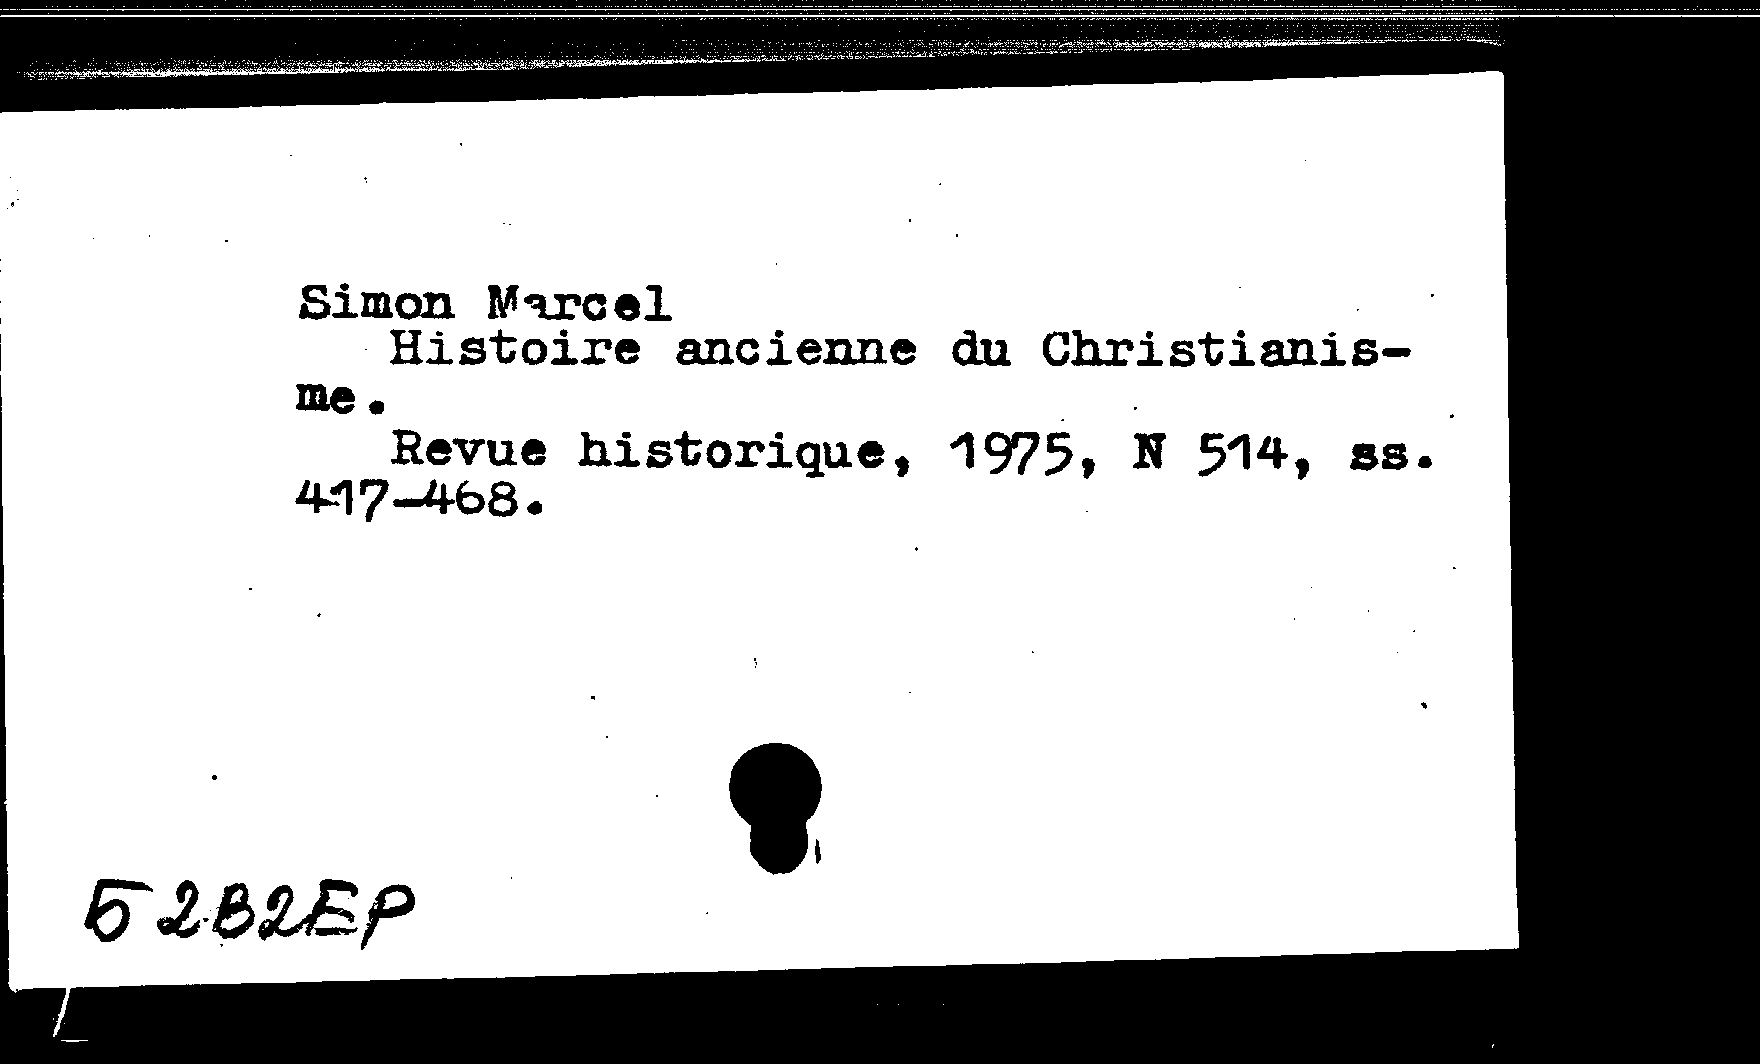 Simon Marcel
Histoire ancienne du Christianis-
me.
Revue historique, 1975, N 514, ss.
417-468.
Б2В2ЕР